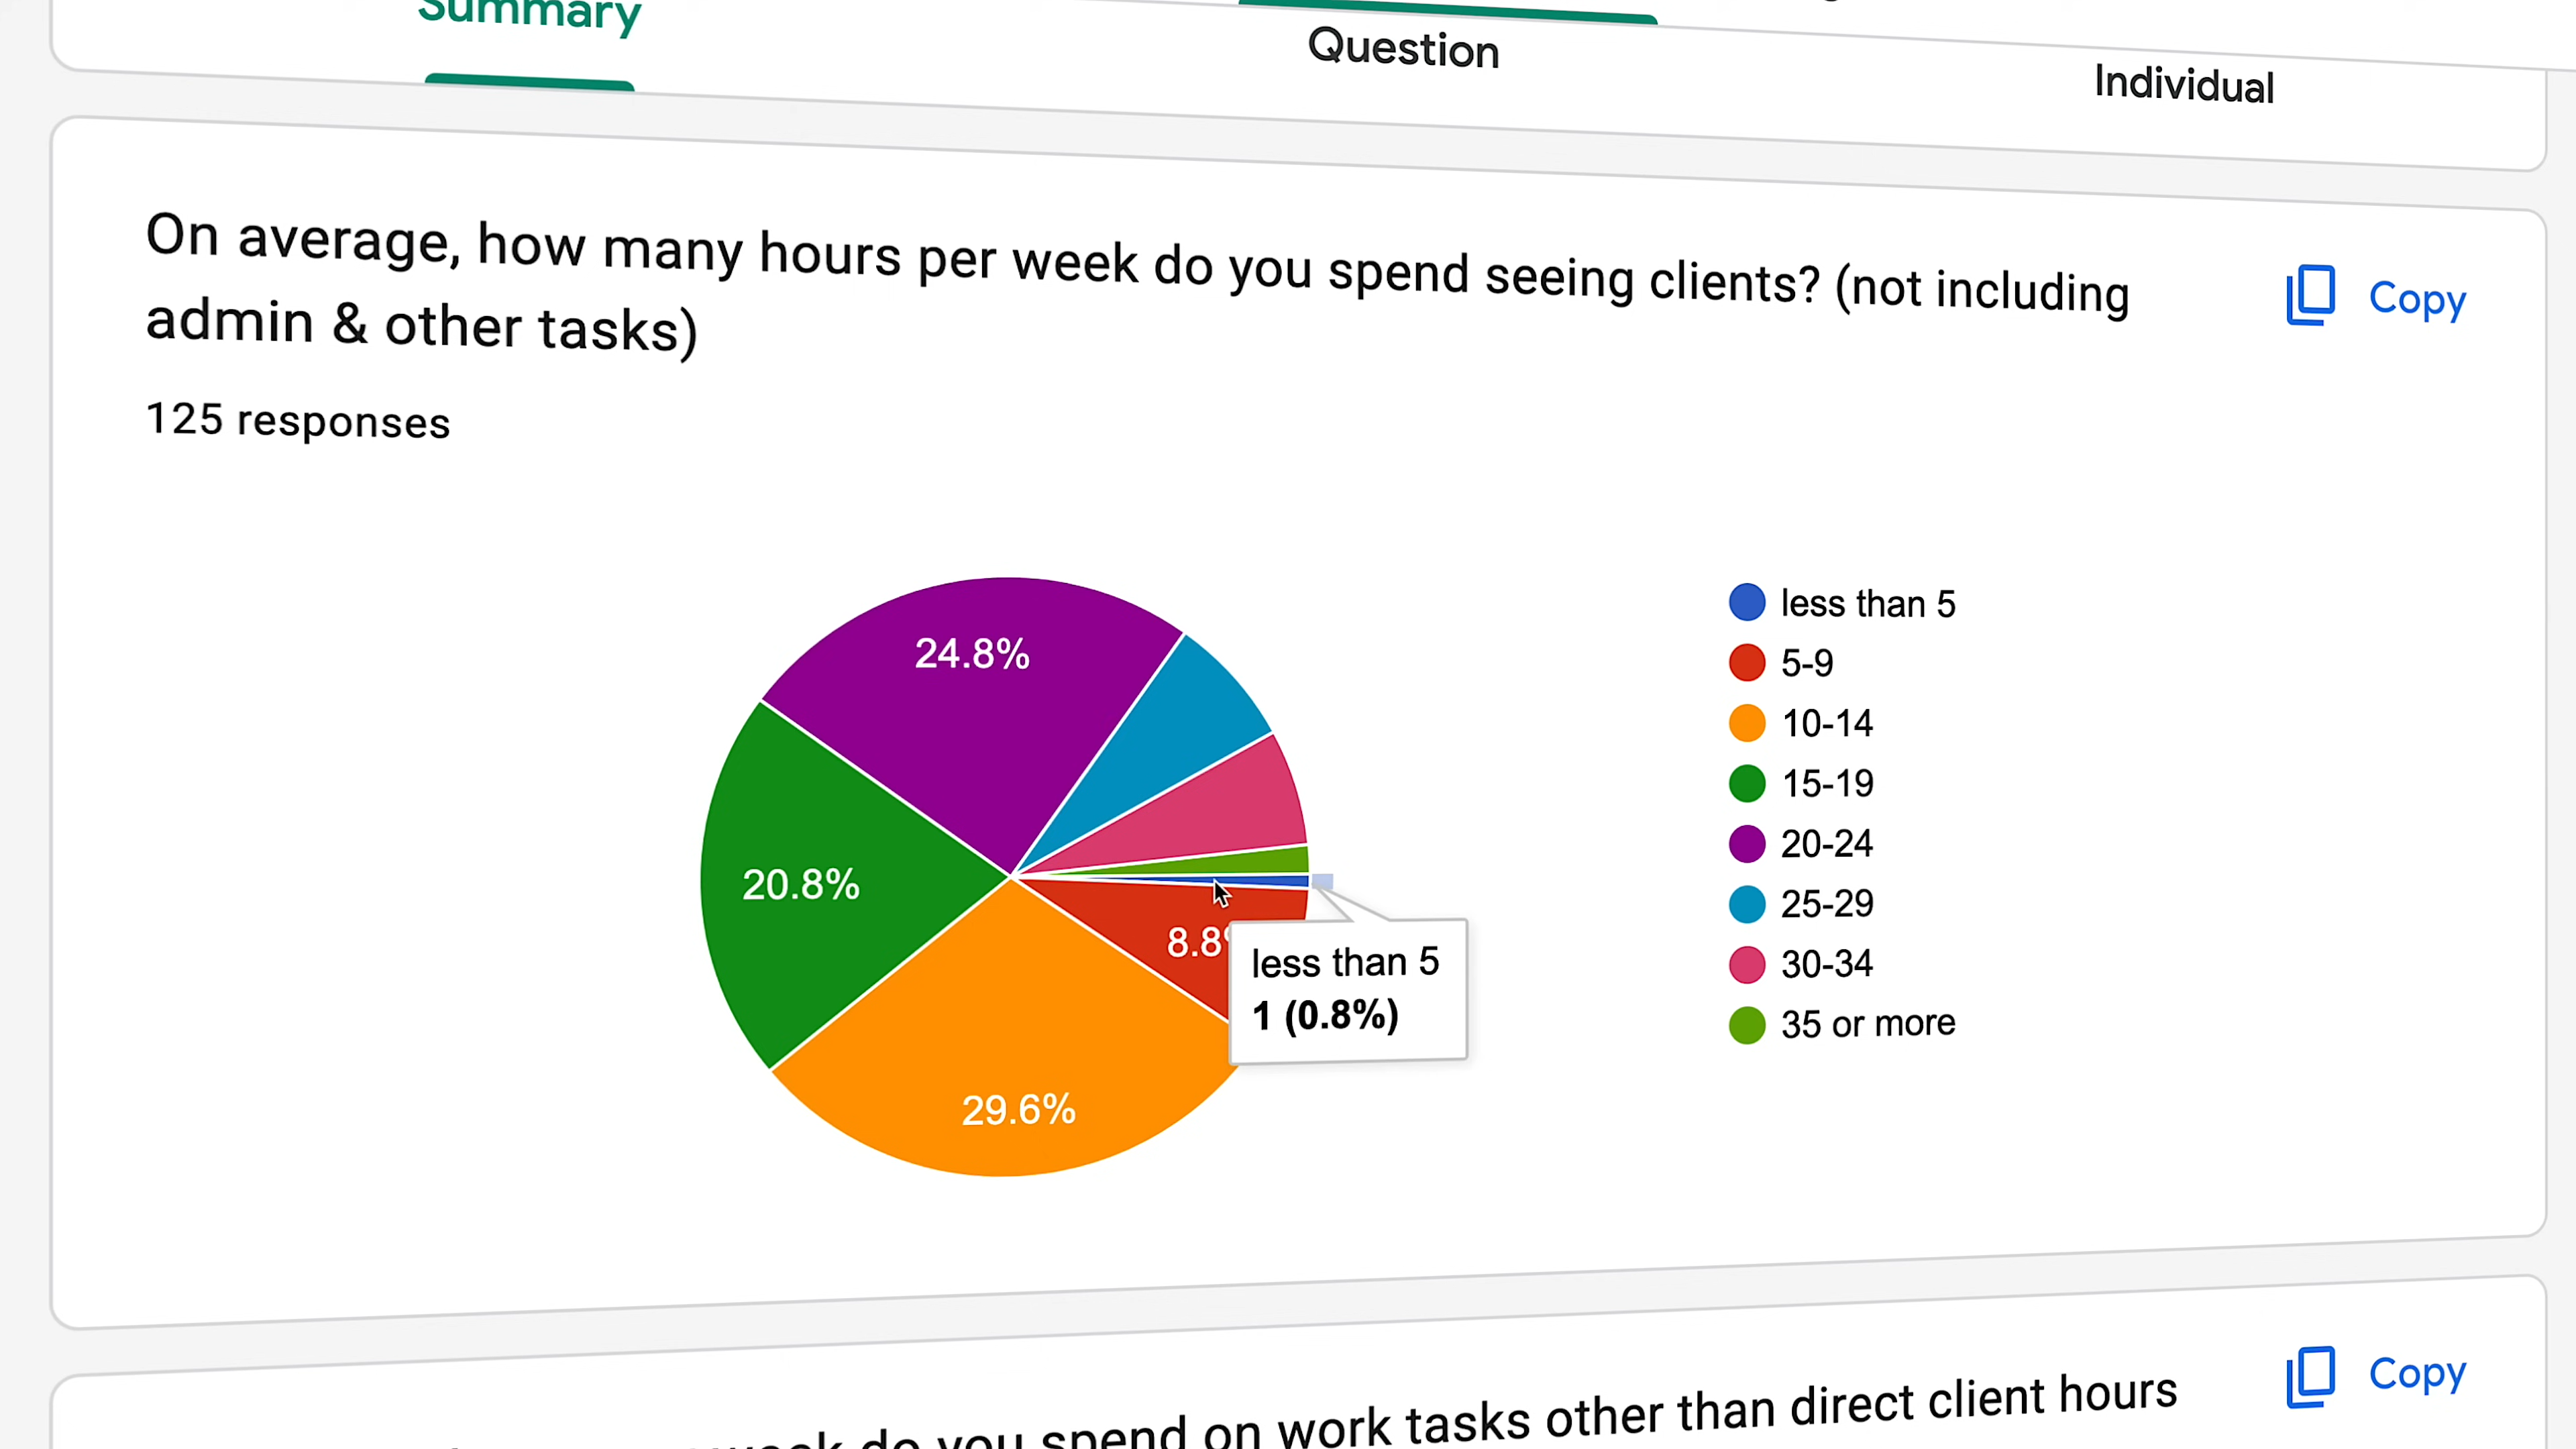 Summary
Question
Individual
On average, how many hours per week do you spend seeing clients? (not including
admin & other tasks)
Copy
125 responses
24.8%
20.8%
29.6%
8.8%
less than 5
1 (0.8%)
less than 5
5-9
10-14
15-19
20-24
25-29
30-34
35 or more
Copy
week do you spend on work tasks other than direct client hours